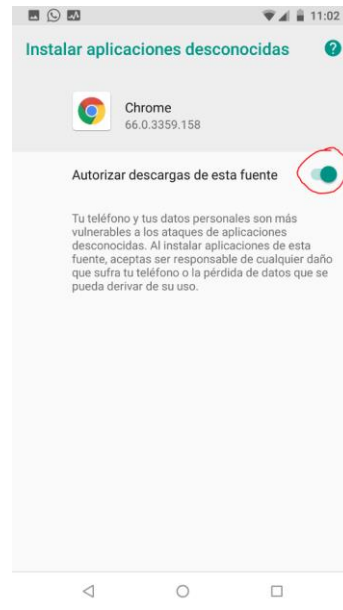 11:02
Instalar aplicaciones desconocidas ?
Chrome
66.0.3359.158
Autorizar descargas de esta fuente
Tu teléfono y tus datos personales son más
vulnerables a los ataques de aplicaciones
desconocidas. Al instalar aplicaciones de esta
fuente, aceptas ser responsable de cualquier daño
que sufra tu teléfono o la pérdida de datos que se
pueda derivar de su uso.